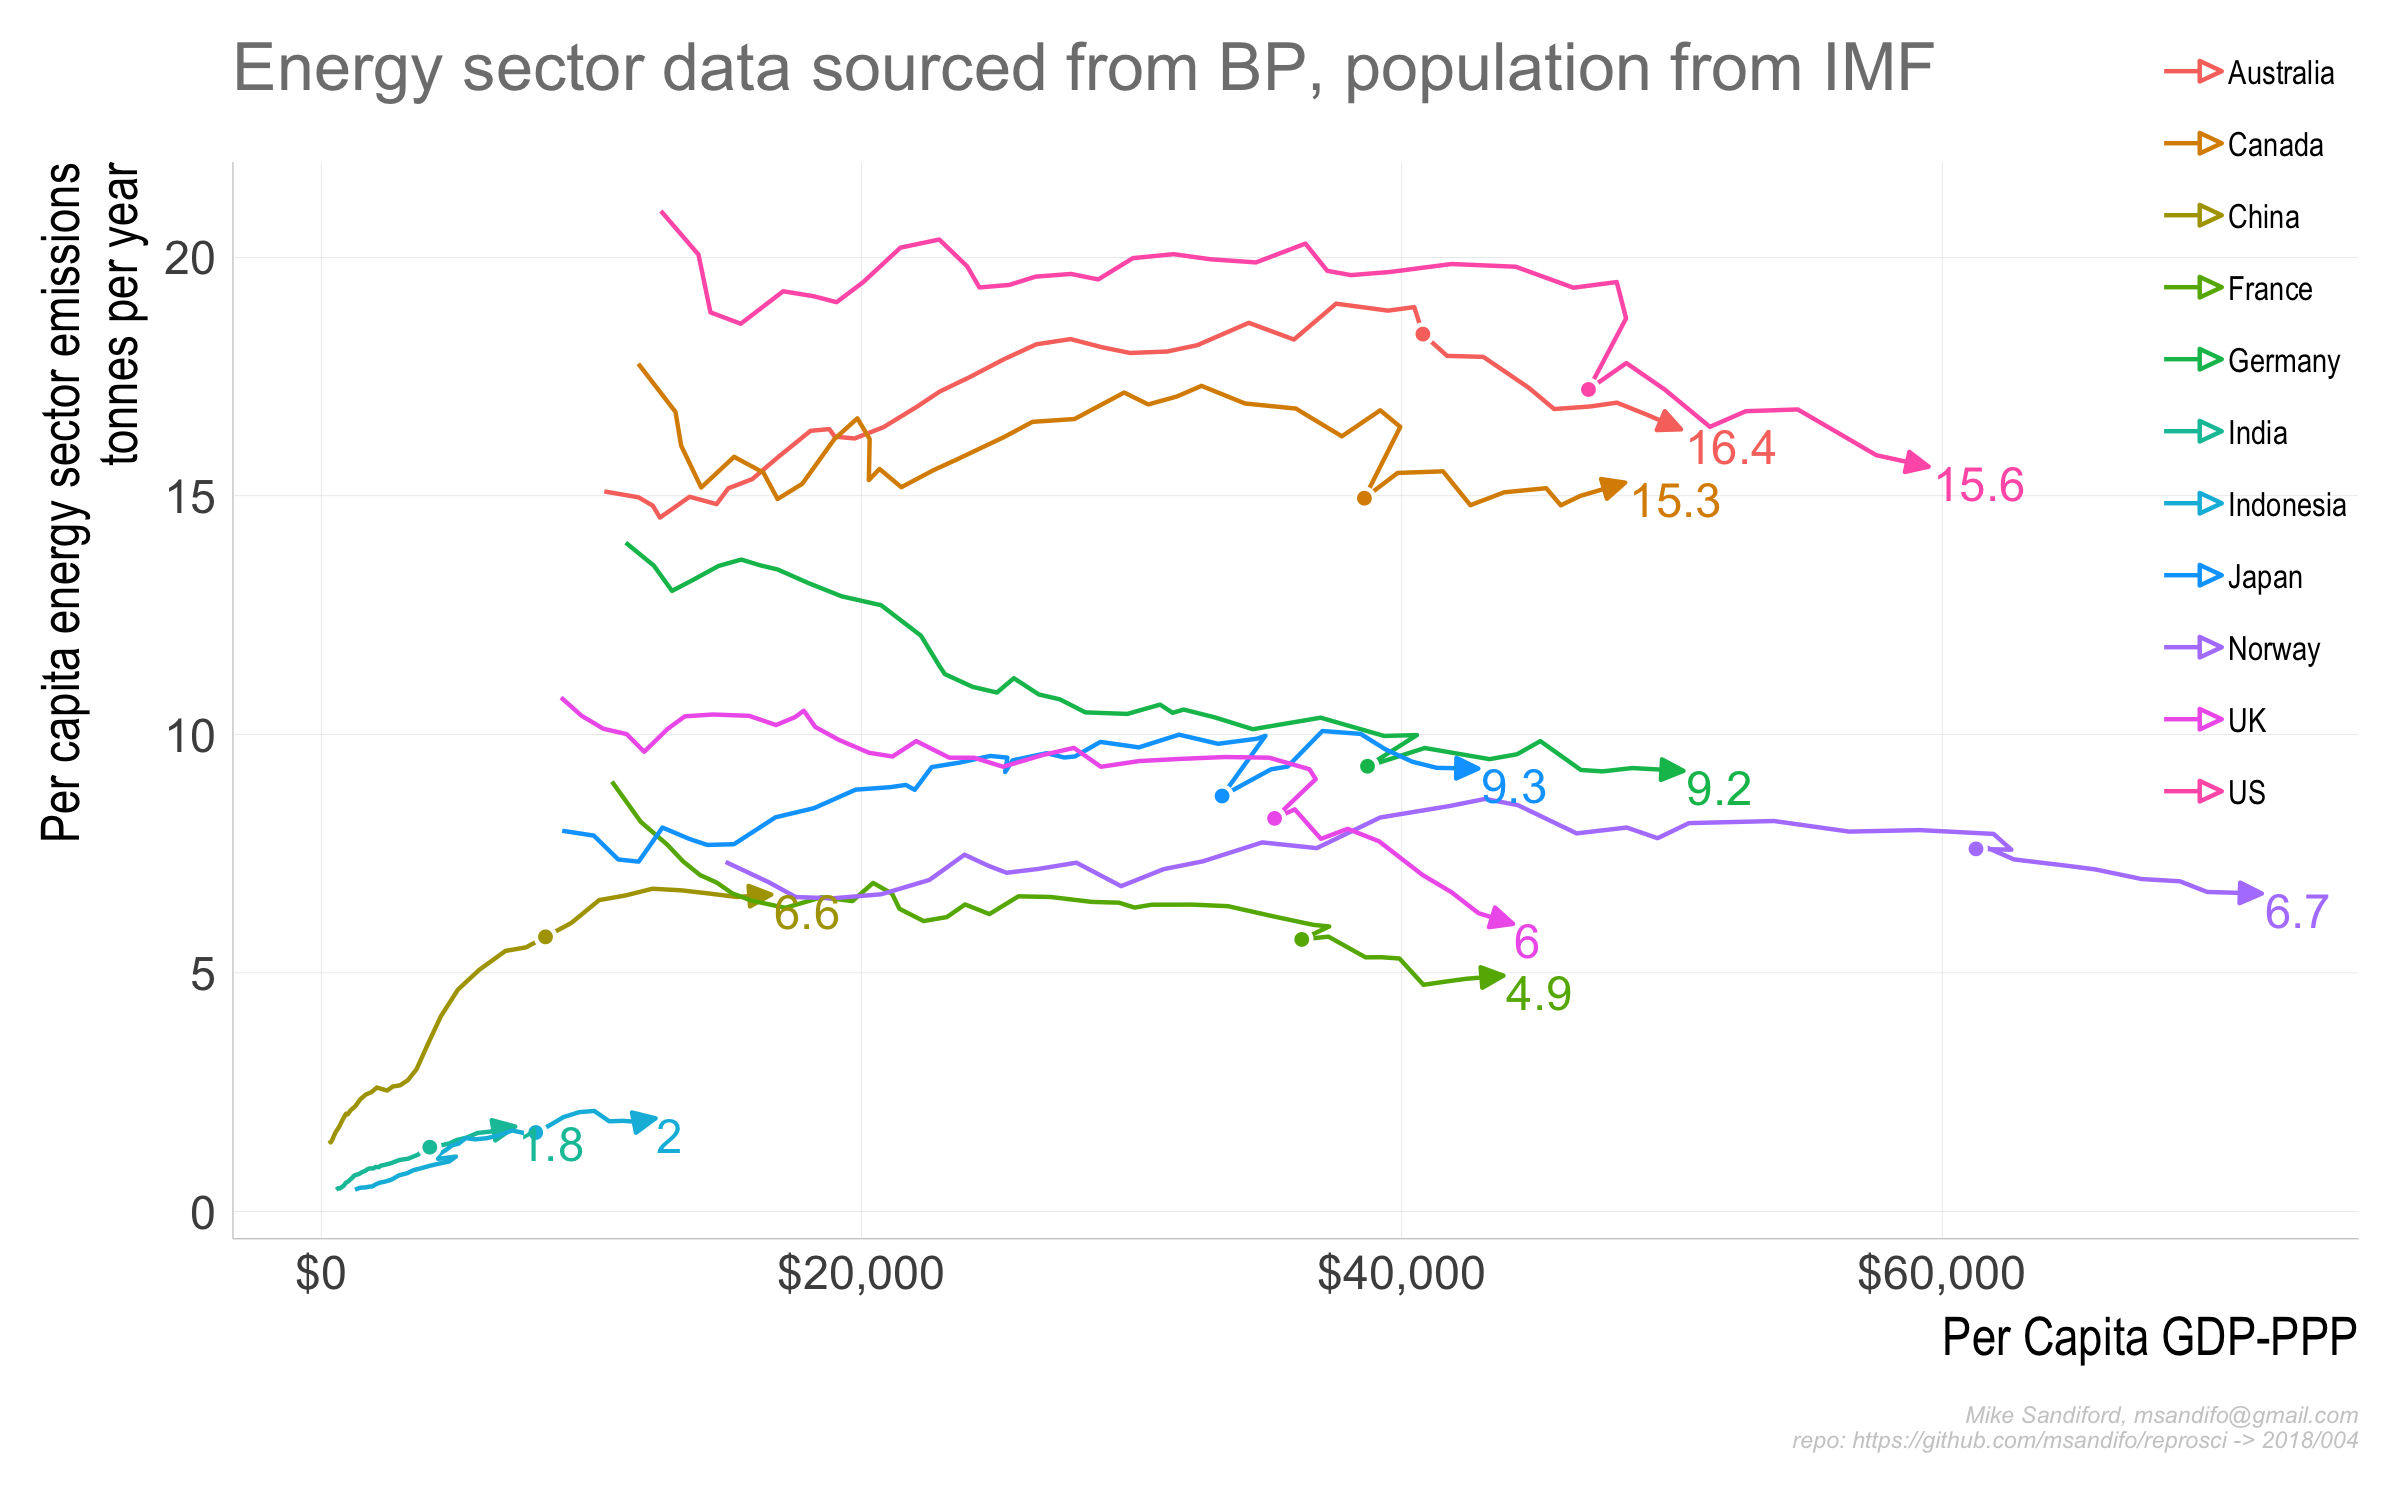 Energy sector data sourced from BP, population from IMF
Per capita energy sector emissions
tonnes per year
20
15
10
5
0
$0
$20,000
$40,000
$60,000
Per Capita GDP-PPP
16.4
15.6
15.3
9.3
9.2
6.6
6
6.7
4.9
1.8
2
Australia
Canada
China
France
Germany
India
Indonesia
Japan
Norway
UK
US
Mike Sandiford, msandifo@gmail.com
repo: https://github.com/msandifo/reprosci -> 2018/004